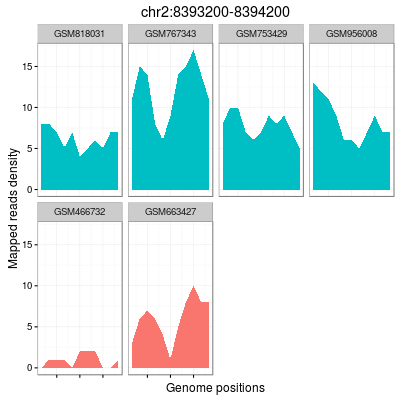 chr2:8393200-8394200
GSM818031 GSM767343 GSM753429 GSM956008
15
10
5
0
GSM466732 GSM663427
15
10
5
0
Mapped reads density
Genome positions